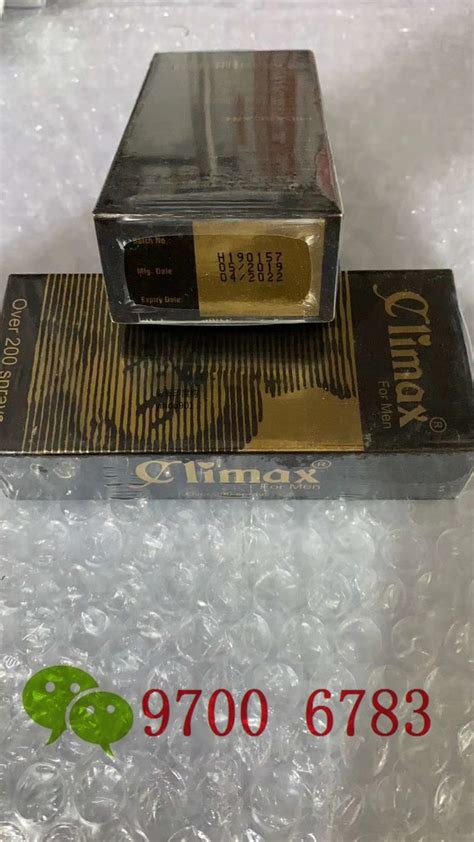 Batch No.
H190157
Mfg. Date
05/2019
Expiry Date
04/2022
Over 200 sprays
Climax®
For Men
Climax®
For Men
9700 6783